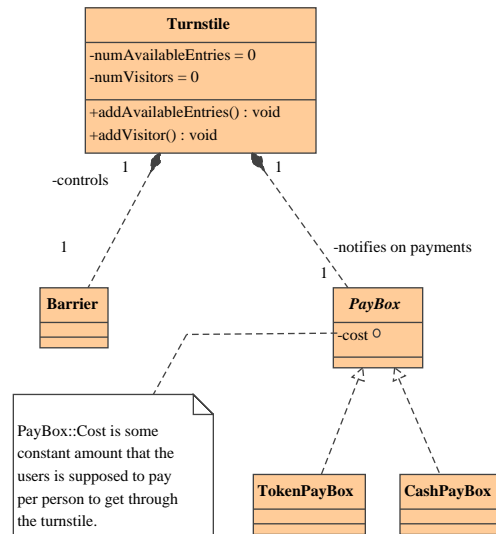 Turnstile
-numAvailableEntries = 0
-numVisitors = 0
+addAvailableEntries() : void
+addVisitor() : void
1
1
-controls
-notifies on payments
1
1
Barrier
PayBox
-cost
PayBox::Cost is some
constant amount that the
users is supposed to pay
per person to get through
the turnstile.
TokenPayBox
CashPayBox